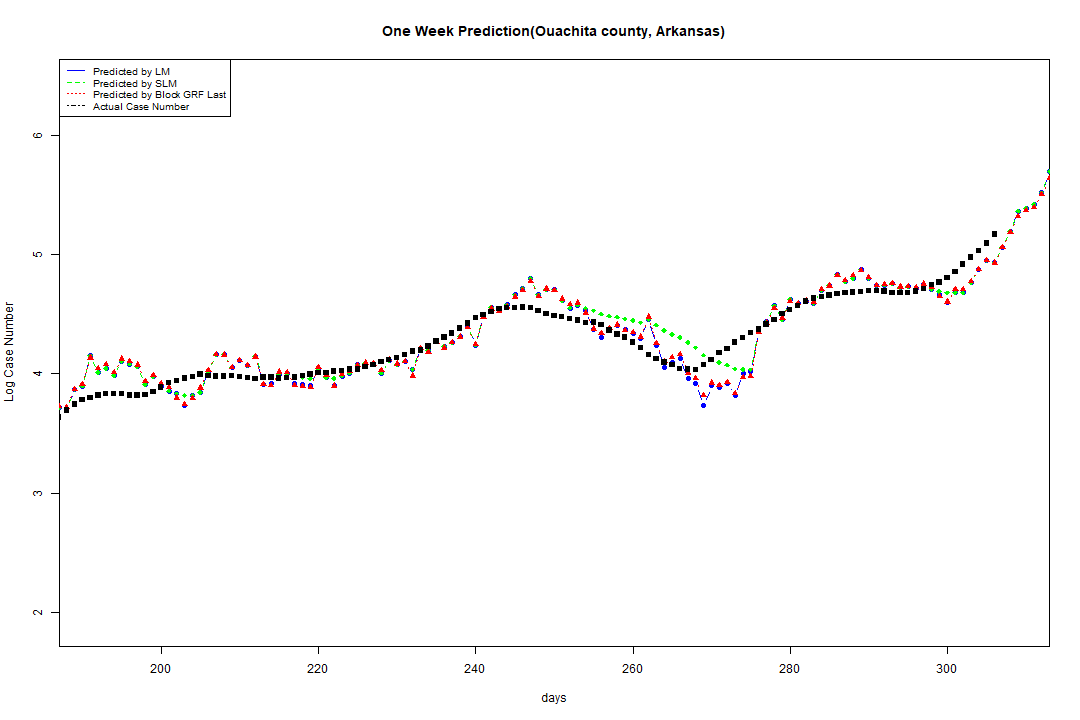 One Week Prediction(Ouachita county, Arkansas)
Predicted by LM
Predicted by SLM
Predicted by Block GRF Last
Actual Case Number
6
5
4
3
2
Log Case Number
200 220 240 260 280 300
days